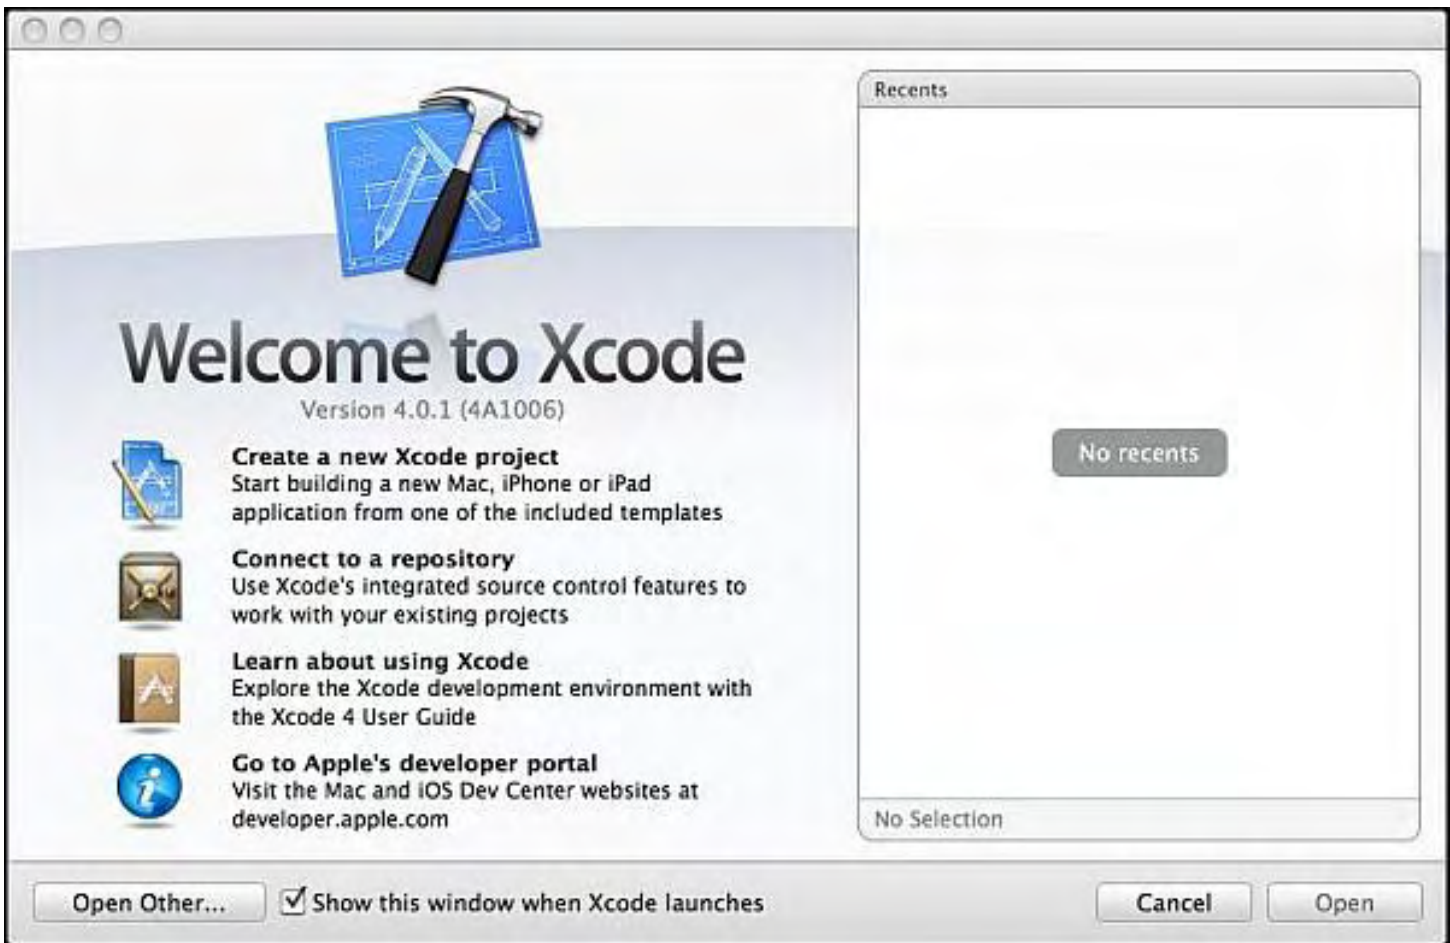 Welcome to Xcode
Version 4.0.1 (4A1006)
Create a new Xcode project
Start building a new Mac, iPhone or iPad
application from one of the included templates
Connect to a repository
Use Xcode's integrated source control features to
work with your existing projects
Learn about using Xcode
Explore the Xcode development environment with
the Xcode 4 User Guide
Go to Apple's developer portal
Visit the Mac and iOS Dev Center websites at
developer.apple.com
Recents
No recents
No Selection
Open Other...
Show this window when Xcode launches
Cancel
Open